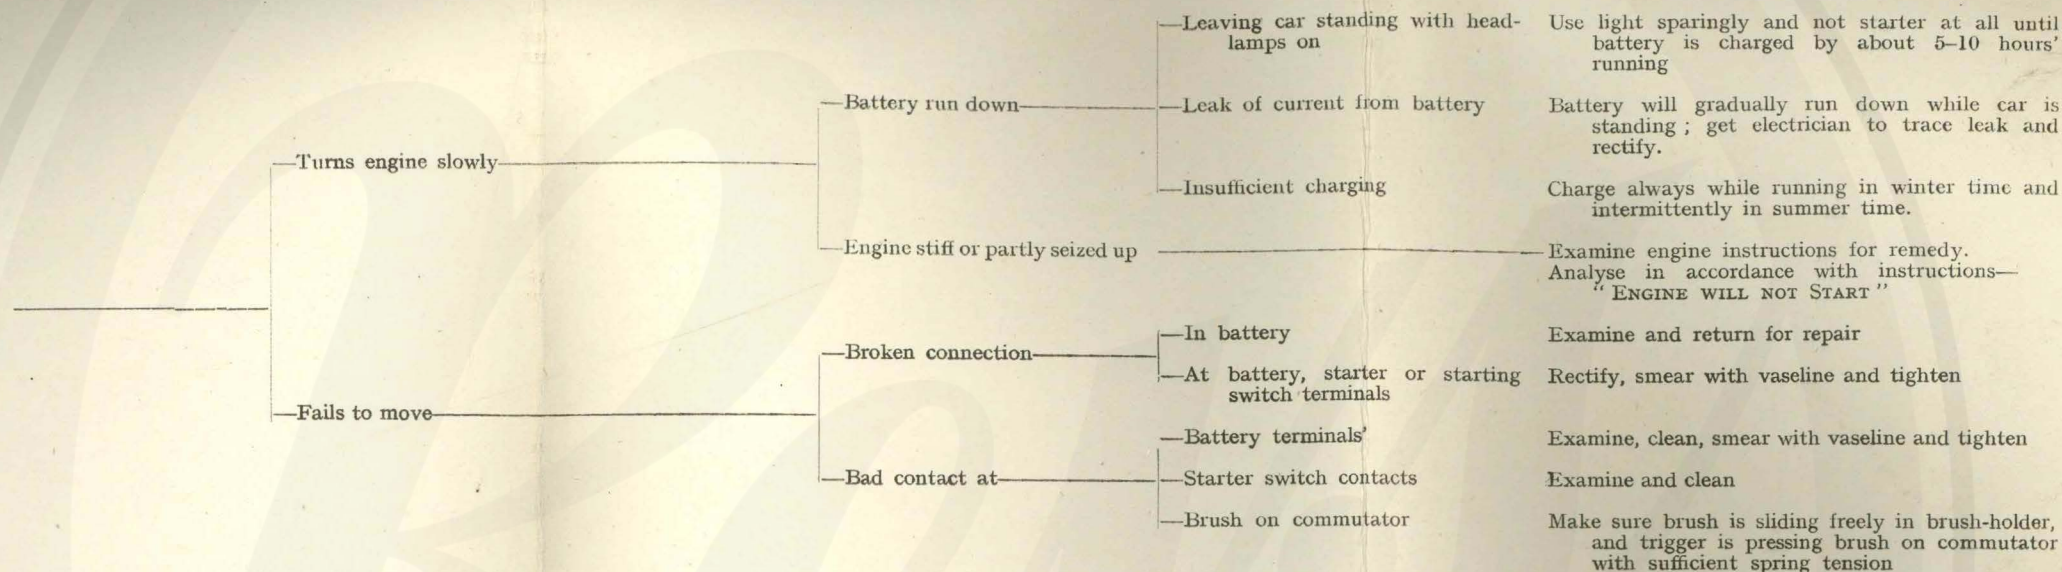 Leaving car standing with head-
lamps on
Use light sparingly and not starter at all until
battery is charged by about 5–10 hours'
running
Battery run down
Leak of current from battery
Battery will gradually run down while car is
standing ; get electrician to trace leak and
rectify.
Turns engine slowly
Insufficient charging
Charge always while running in winter time and
intermittently in summer time.
Engine stiff or partly seized up
Examine engine instructions for remedy.
Analyse in accordance with instructions—
" ENGINE WILL NOT START "
Broken connection
In battery
Examine and return for repair
At battery, starter or starting
switch terminals
Rectify, smear with vaseline and tighten
Fails to move
Battery terminals'
Examine, clean, smear with vaseline and tighten
Bad contact at
Starter switch contacts
Examine and clean
Brush on commutator
Make sure brush is sliding freely in brush-holder,
and trigger is pressing brush on commutator
with sufficient spring tension